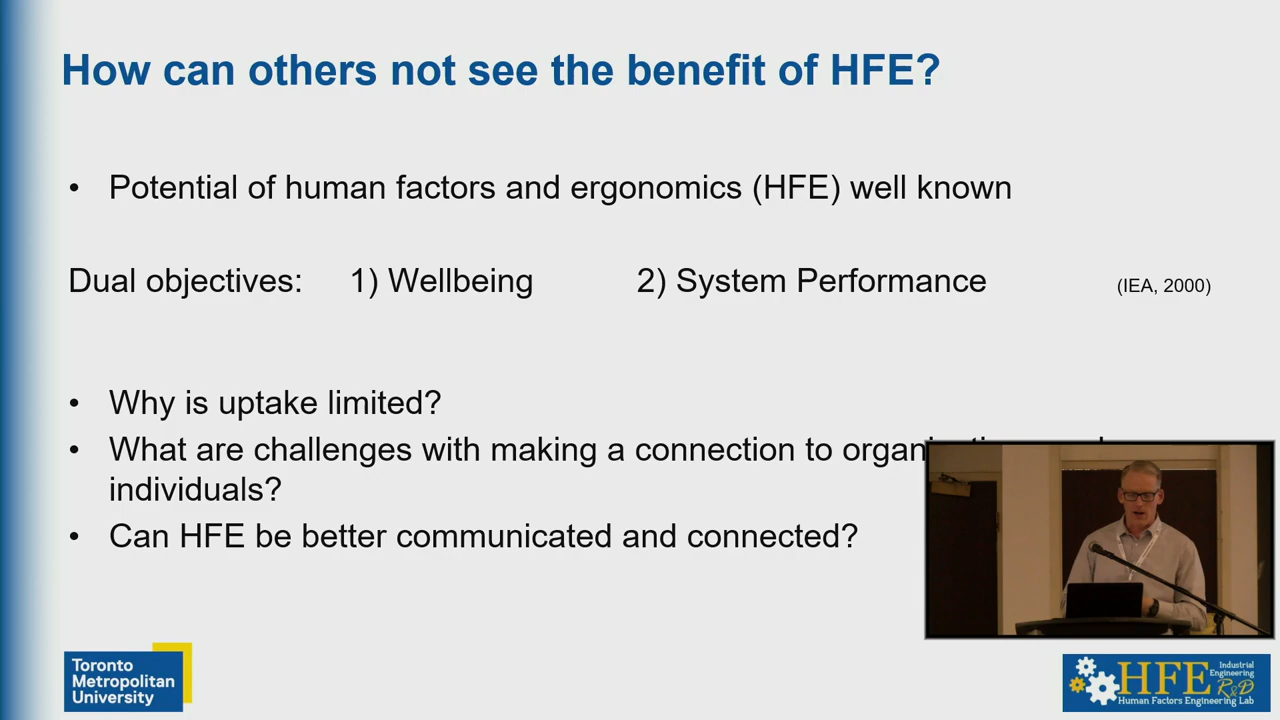 How can others not see the benefit of HFE?
• Potential of human factors and ergonomics (HFE) well known
Dual objectives: 1) Wellbeing 2) System Performance (IEA, 2000)
• Why is uptake limited?
• What are challenges with making a connection to
individuals?
• Can HFE be better communicated and connected?
Toronto
Metropolitan
University
HFE Industrial
Engineering
R&D
Human Factors Engineering Lab